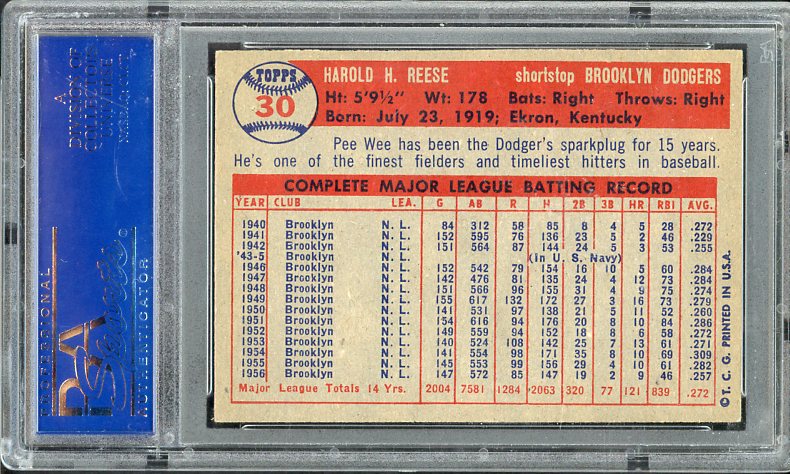 A
DIVISION OF
COLLECTORS
UNIVERSE
NASDAQ: CLCT
PROFESSIONAL
PSA
Sports
AUTHENTICATOR
TOPPS
30
HAROLD H. REESE shortstop BROOKLYN DODGERS
Ht: 5'9½" Wt: 178 Bats: Right Throws: Right
Born: July 23, 1919; Ekron, Kentucky
Pee Wee has been the Dodger's sparkplug for 15 years.
He's one of the finest fielders and timeliest hitters in baseball.
COMPLETE MAJOR LEAGUE BATTING RECORD
YEAR CLUB LEA. G AB R H 2B 3B HR RBI AVG.
1940 Brooklyn N. L. 84 312 58 85 8 4 5 28 .272
1941 Brooklyn N. L. 152 595 76 136 23 5 2 46 .229
1942 Brooklyn N. L. 151 564 87 144 24 5 3 53 .255
'43-5 (In U. S. Navy)
1946 Brooklyn N. L. 152 542 79 154 16 10 5 60 .284
1947 Brooklyn N. L. 142 476 81 135 24 4 12 73 .284
1948 Brooklyn N. L. 151 566 96 155 31 4 9 75 .274
1949 Brooklyn N. L. 155 617 132 172 27 3 16 73 .279
1950 Brooklyn N. L. 141 531 97 138 21 5 11 52 .260
1951 Brooklyn N. L. 154 616 94 176 20 8 10 84 .286
1952 Brooklyn N. L. 149 559 94 152 18 8 6 58 .272
1953 Brooklyn N. L. 140 524 108 142 25 7 13 61 .271
1954 Brooklyn N. L. 141 554 98 171 35 8 10 69 .309
1955 Brooklyn N. L. 145 553 99 156 29 4 10 61 .282
1956 Brooklyn N. L. 147 572 85 147 19 2 9 46 .257
Major League Totals 14 Yrs. 2004 7581 1284 2063 320 77 121 839 .272
© T. C. G. PRINTED IN U.S.A.